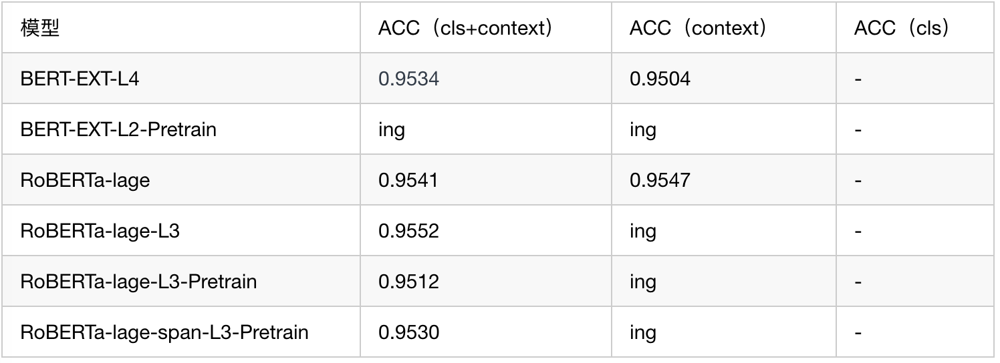 模型 ACC（cls+context） ACC（context） ACC（cls）
BERT-EXT-L4 0.9534 0.9504 -
BERT-EXT-L2-Pretrain ing ing -
RoBERTa-lage 0.9541 0.9547 -
RoBERTa-lage-L3 0.9552 ing -
RoBERTa-lage-L3-Pretrain 0.9512 ing -
RoBERTa-lage-span-L3-Pretrain 0.9530 ing -